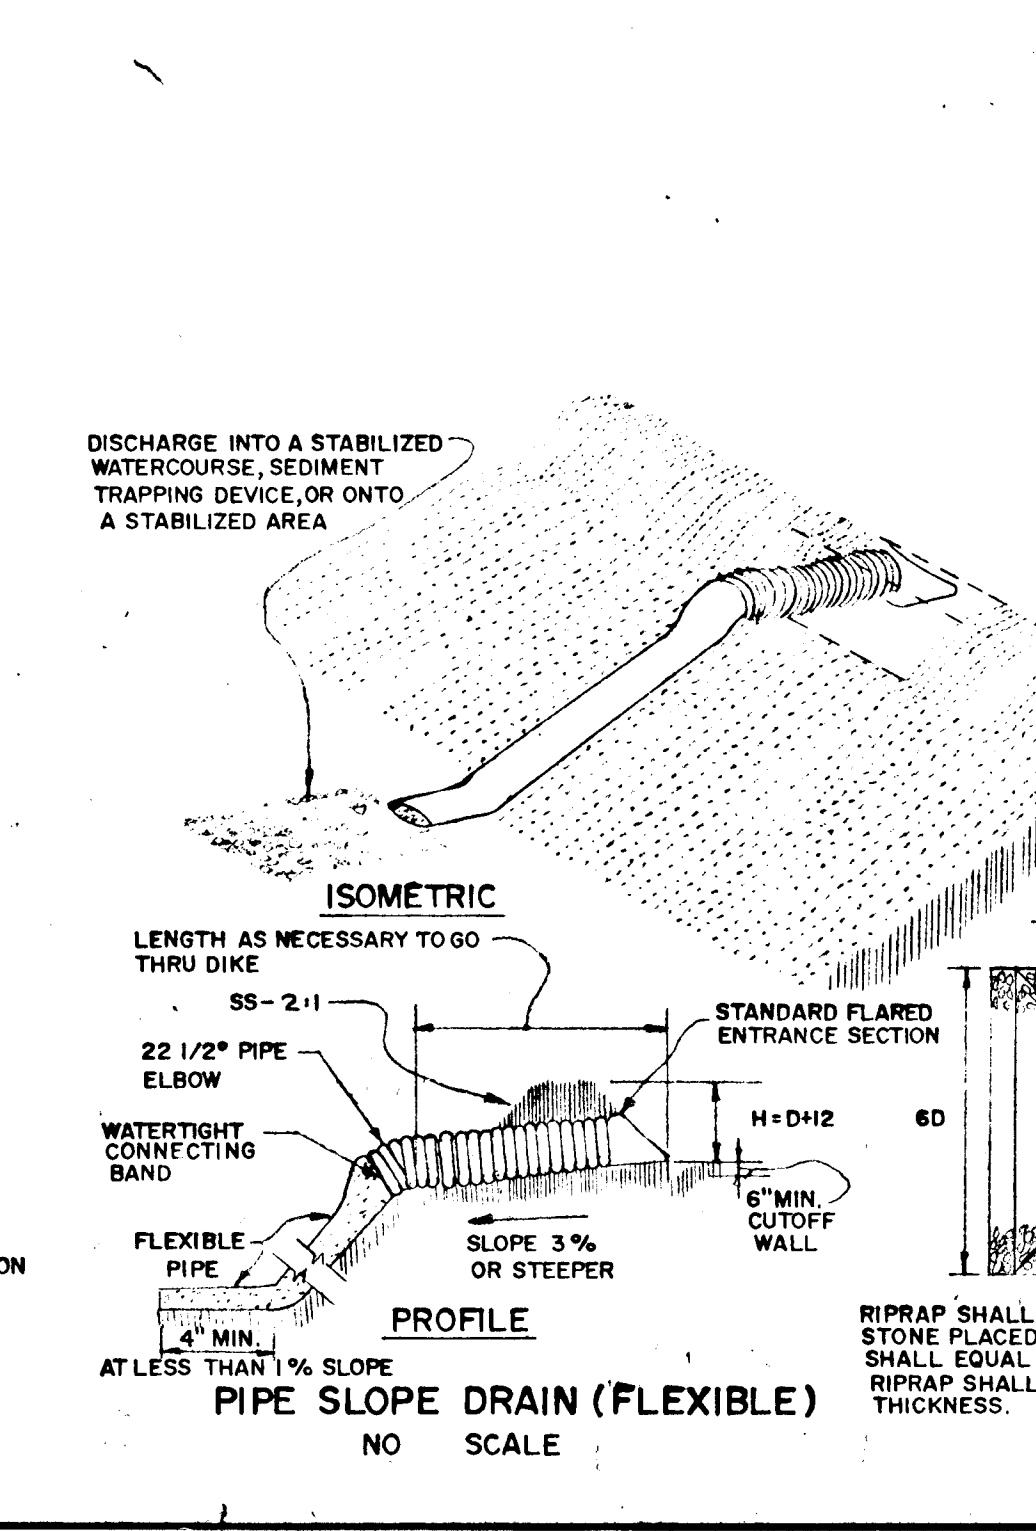 DISCHARGE INTO A STABILIZED
WATERCOURSE, SEDIMENT
TRAPPING DEVICE, OR ONTO
A STABILIZED AREA
ISOMETRIC
LENGTH AS NECESSARY TO GO
THRU DIKE
SS-2:1
22 1/2° PIPE
ELBOW
WATERTIGHT
CONNECTING
BAND
FLEXIBLE
PIPE
4" MIN.
AT LESS THAN 1% SLOPE
STANDARD FLARED
ENTRANCE SECTION
H=D+12
6" MIN.
CUTOFF
WALL
SLOPE 3%
OR STEEPER
PROFILE
PIPE SLOPE DRAIN (FLEXIBLE)
NO SCALE
ON
6D
RIPRAP SHALL
STONE PLACED
SHALL EQUAL
RIPRAP SHALL
THICKNESS.